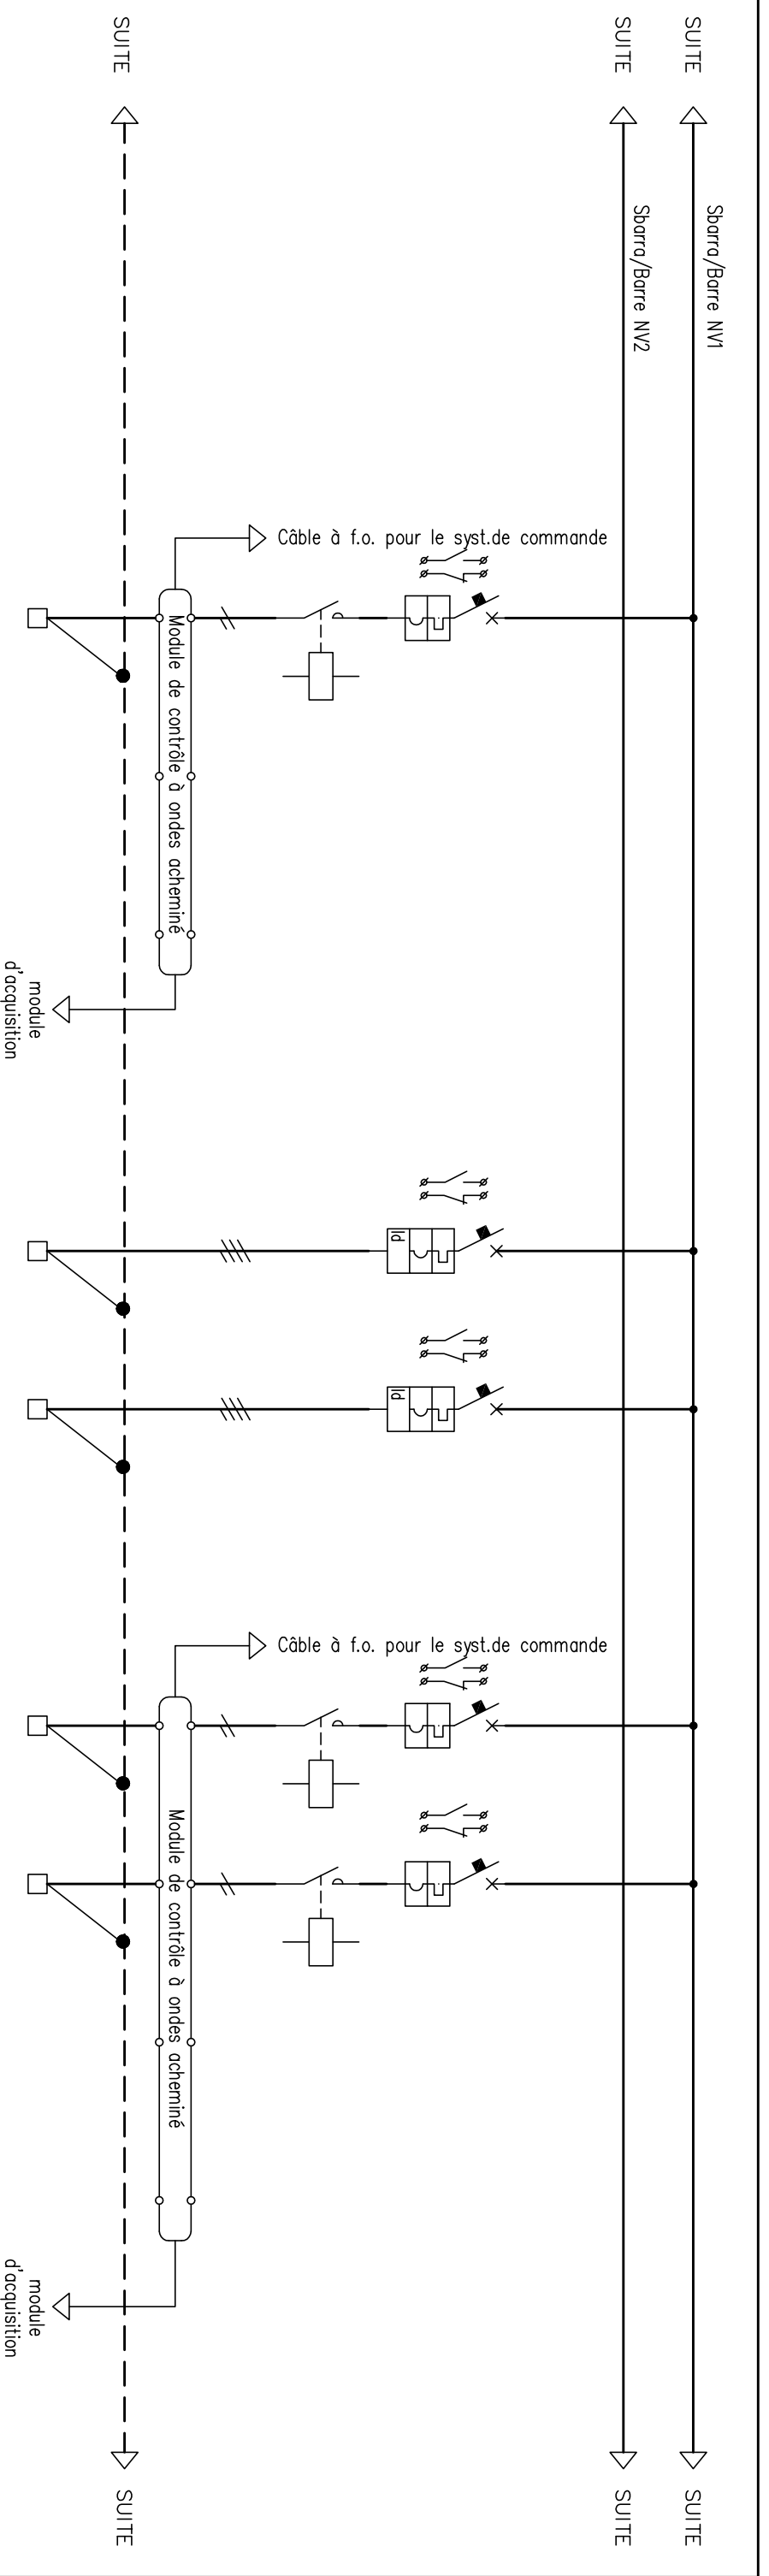 SUITE
SUITE
SUITE
Sbarra/Barre NV1
Sbarra/Barre NV2
Câble à f.o. pour le syst.de commande
Module de contrôle à ondes acheminé
module
d'acquisition
Id
Id
Câble à f.o. pour le syst.de commande
Module de contrôle à ondes acheminé
module
d'acquisition
SUITE
SUITE
SUITE